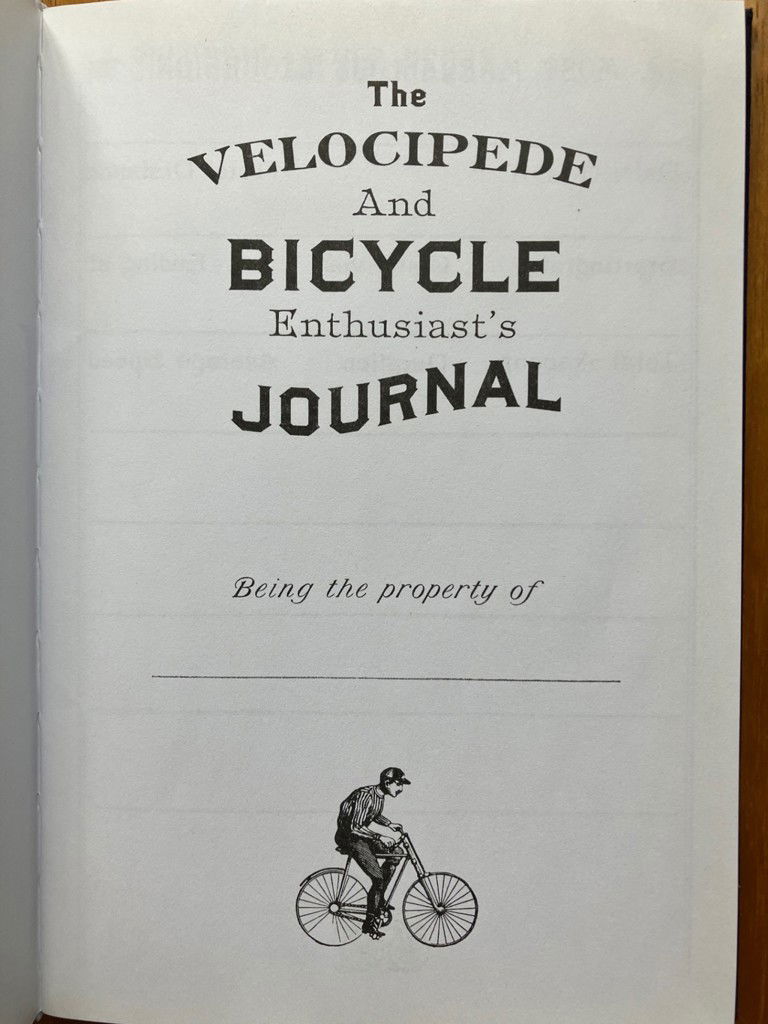 The
VELOCIPEDE
And
BICYCLE
Enthusiast's
JOURNAL
Being the property of